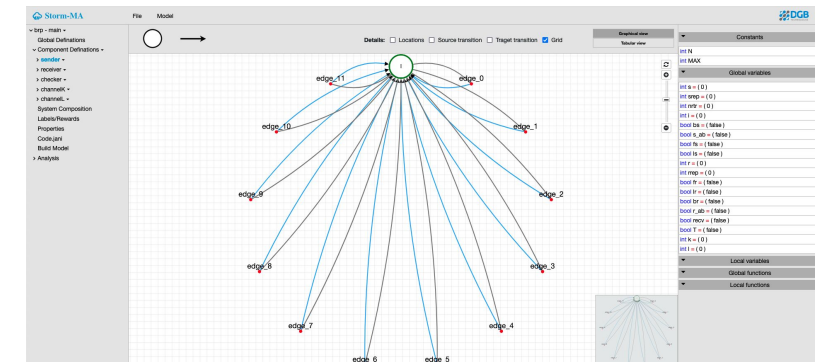 Storm-MA
File Model
DGB
brp - main
Global Definations
Component Definations
sender
receiver
checker
channelK
channelL
System Composition
Labels/Rewards
Properties
Code.jani
Build Model
Analysis
Details: Locations Source transition Traget transition Grid
Graphical view
Tabular view
l
edge_11
edge_0
edge_10
edge_1
edge_9
edge_2
edge_8
edge_3
edge_7
edge_4
edge_6
edge_5
Constants
int N
int MAX
Global variables
int s = ( 0 )
int srep = ( 0 )
int nrtr = ( 0 )
int i = ( 0 )
bool bs = ( false )
bool s_ab = ( false )
bool fs = ( false )
bool ls = ( false )
int r = ( 0 )
int rrep = ( 0 )
bool fr = ( false )
bool lr = ( false )
bool br = ( false )
bool r_ab = ( false )
bool recv = ( false )
bool T = ( false )
int k = ( 0 )
int l = ( 0 )
Local variables
Global functions
Local functions